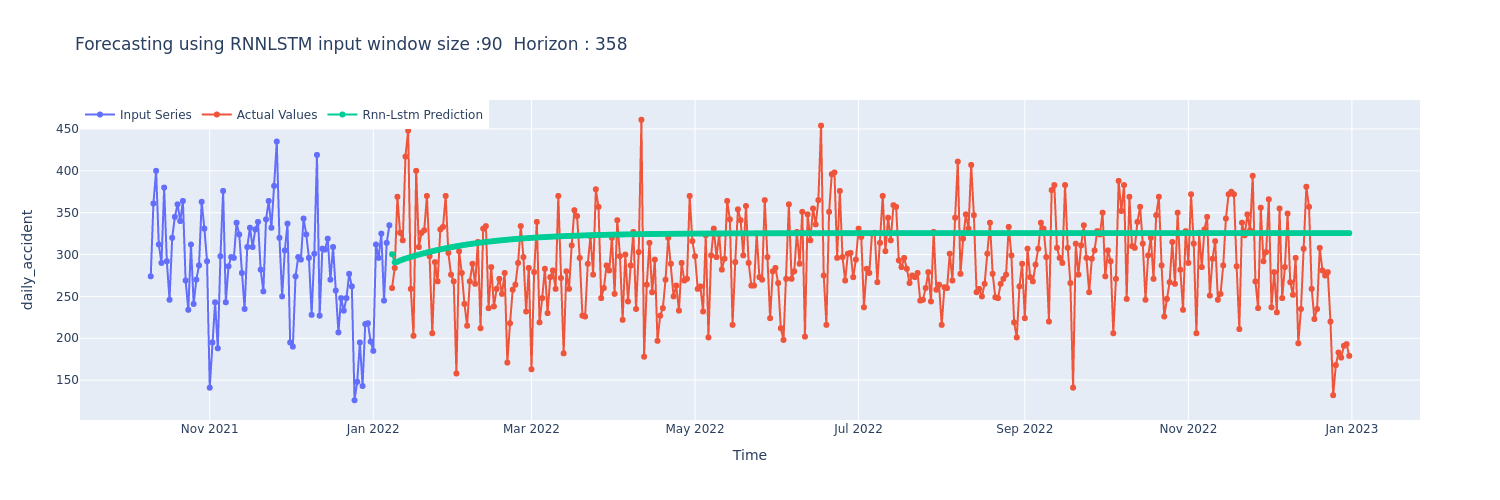 Forecasting using RNNLSTM input window size :90  Horizon : 358
Input Series Actual Values Rnn-Lstm Prediction
450
400
350
300
250
200
150
daily_accident
Nov 2021 Jan 2022 Mar 2022 May 2022 Jul 2022 Sep 2022 Nov 2022 Jan 2023
Time